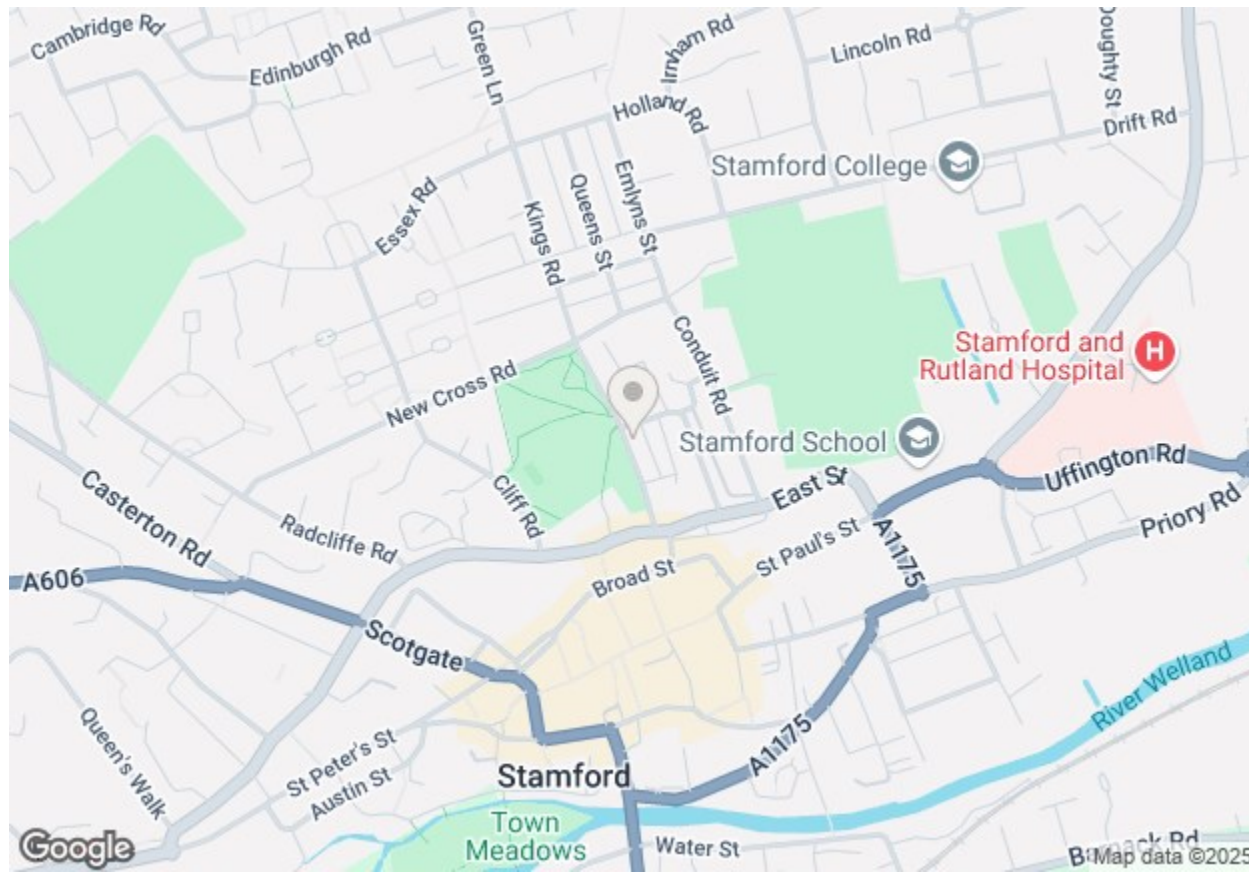 Cambridge Rd
Edinburgh Rd
Green Ln
Irnham Rd
Lincoln Rd
Doughty St
Holland Rd
Drift Rd
Stamford College
Essex Rd
Kings Rd
Queens St
Emlyns St
Conduit Rd
Stamford and
Rutland Hospital
H
New Cross Rd
Stamford School
Casterton Rd
Radcliffe Rd
Cliff Rd
East St
Uffington Rd
Priory Rd
St Paul's St
A1175
A606
Broad St
Scotgate
River Welland
Queen's Walk
St Peter's St
Austin St
A1175
Stamford
Town
Meadows
Water St
Barnack Rd
Google
Map data ©2025